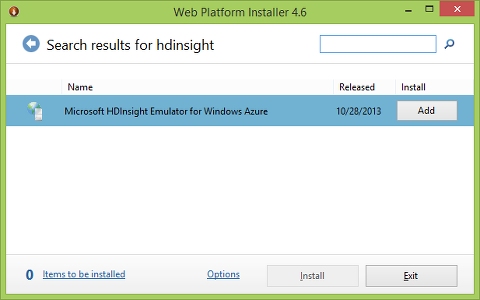 Web Platform Installer 4.6
Search results for hdinsight
Name Released Install
Microsoft HDInsight Emulator for Windows Azure 10/28/2013 Add
0 Items to be installed Options Install Exit